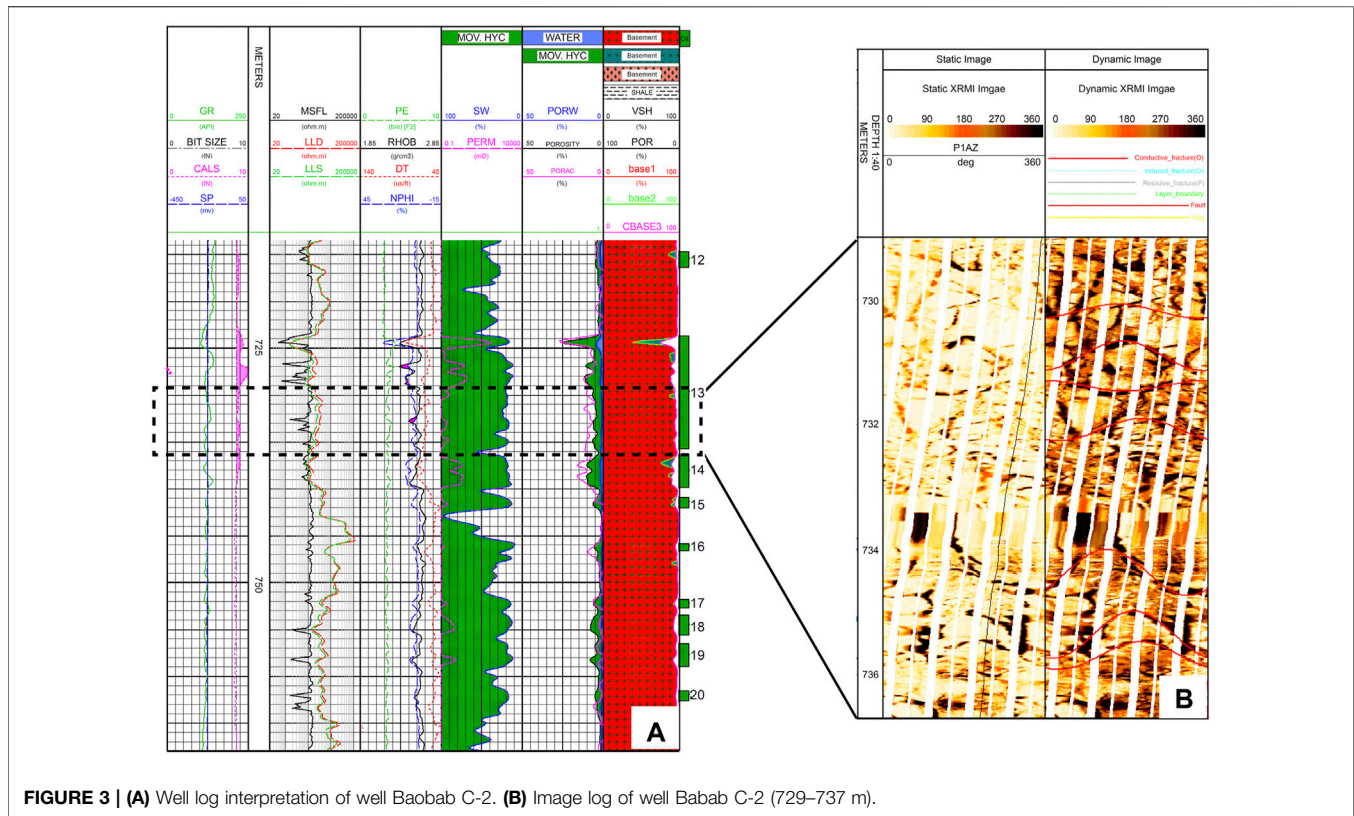 MOV. HYC WATER Basement
MOV. HYC Basement
Basement
SHALE
METERS
GR MSFL PE SW PORW VSH
0 250 20 200000 0 10 100 0 50 0
(API) (ohm.m) (b/e) [F2] (%) (%) (%)
BIT SIZE LLD RHOB PERM POROSITY POR
0 10 20 200000 1.85 2.85 0.1 10000 50 0 100 0
(IN) (ohm.m) (g/cm3) (mD) (%) (%)
CALS LLS DT PORAC base1
0 10 20 200000 140 40 50 0
(IN) (ohm.m) (us/ft) (%) (%)
SP NPHI base2
-450 50 45 -15 0 100
(mv) (%)
CBASE3
0 100
1
12
725
13
14
15
16
750
17
18
19
20
A
Static Image Dynamic Image
Static XRMI Imgae Dynamic XRMI Imgae
DEPTH 1:40
METERS
0 90 180 270 360 0 90 180 270 360
P1AZ
0 deg 360
Conductive_fracture(O)
Induced_fracture(O)
Resistive_fracture(F)
Layer_boundary
Fault
730
732
733
734
736
B
FIGURE 3 | (A) Well log interpretation of well Baobab C-2. (B) Image log of well Babab C-2 (729–737 m).